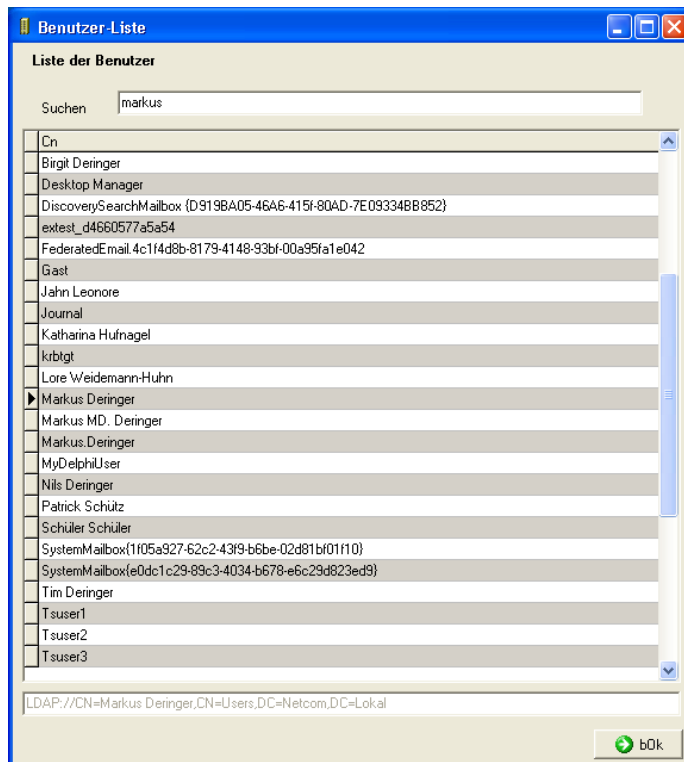 Benutzer-Liste
Liste der Benutzer
Suchen markus
Cn
Birgit Deringer
Desktop Manager
DiscoverySearchMailbox {D919BA05-46A6-415f-80AD-7E09334BB852}
extest_d4660577a5a54
FederatedEmail.4c1f4d8b-8179-4148-93bf-00a95fa1e042
Gast
Jahn Leonore
Journal
Katharina Hufnagel
krbtgt
Lore Weidemann-Huhn
Markus Deringer
Markus MD. Deringer
Markus.Deringer
MyDelphiUser
Nils Deringer
Patrick Schütz
Schüler Schüler
SystemMailbox{1f05a927-62c2-43f9-b6be-02d81bf01f10}
SystemMailbox{e0dc1c29-89c3-4034-b678-e6c29d823ed9}
Tim Deringer
Tsuser1
Tsuser2
Tsuser3
LDAP://CN=Markus Deringer,CN=Users,DC=Netcom,DC=Lokal
bOk